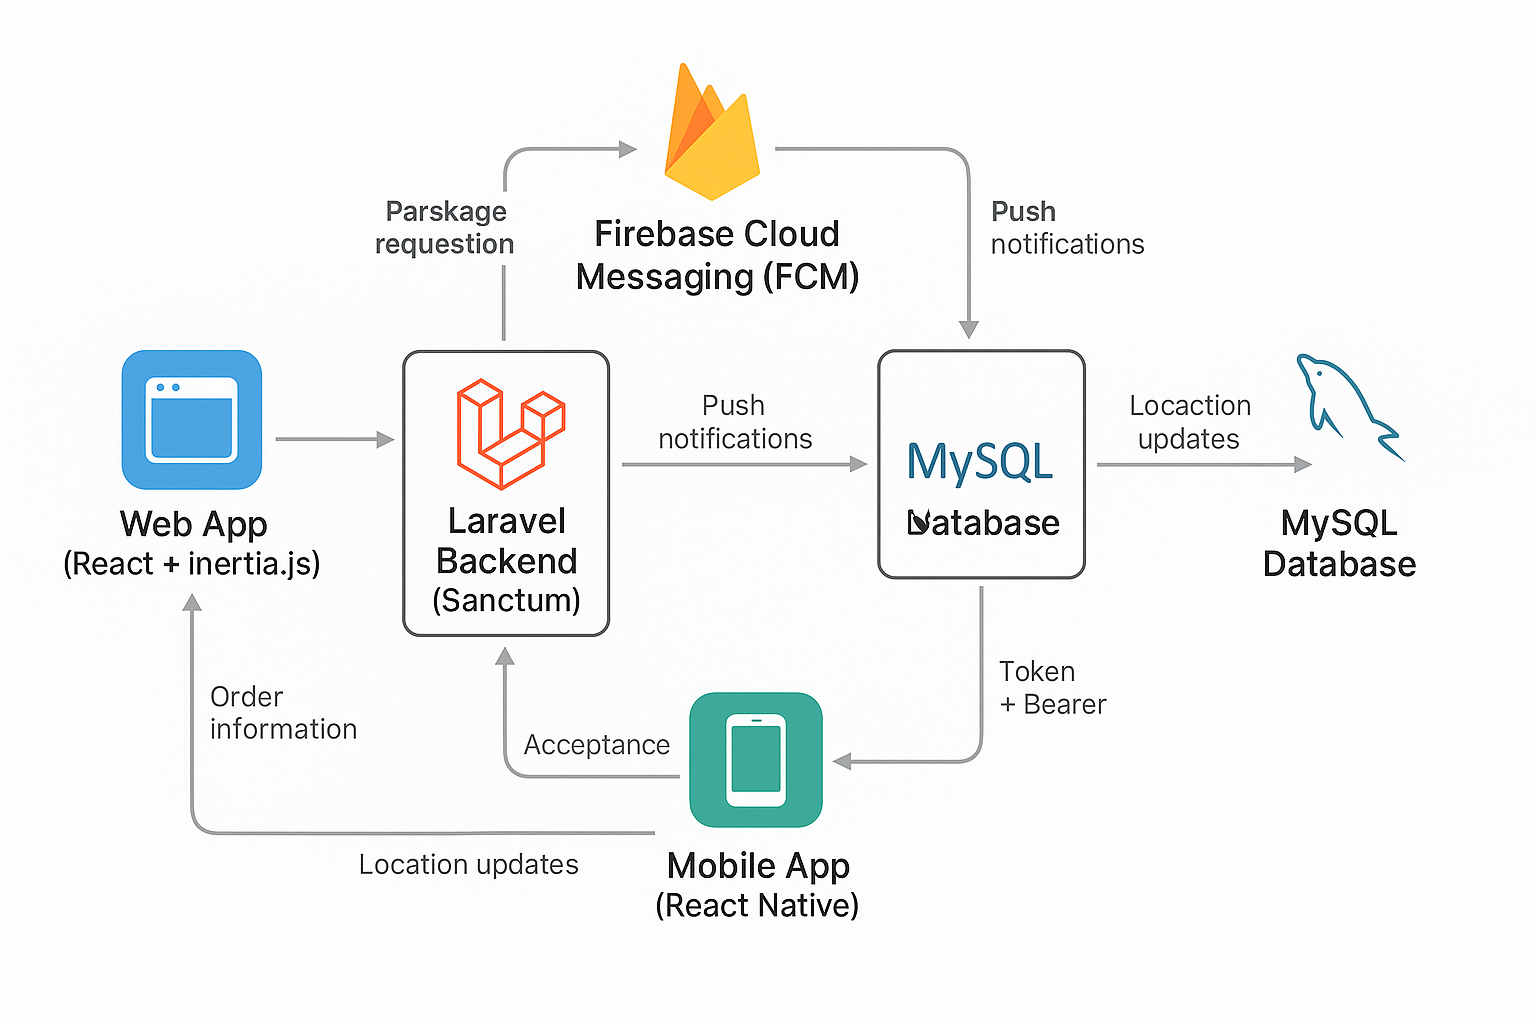 Parskage
requestion
Firebase Cloud
Messaging (FCM)
Push
notifications
Web App
(React + inertia.js)
Laravel
Backend
(Sanctum)
Push
notifications
MySQL
Database
Locaction
updates
MySQL
Database
Order
information
Acceptance
Token
+ Bearer
Location updates
Mobile App
(React Native)